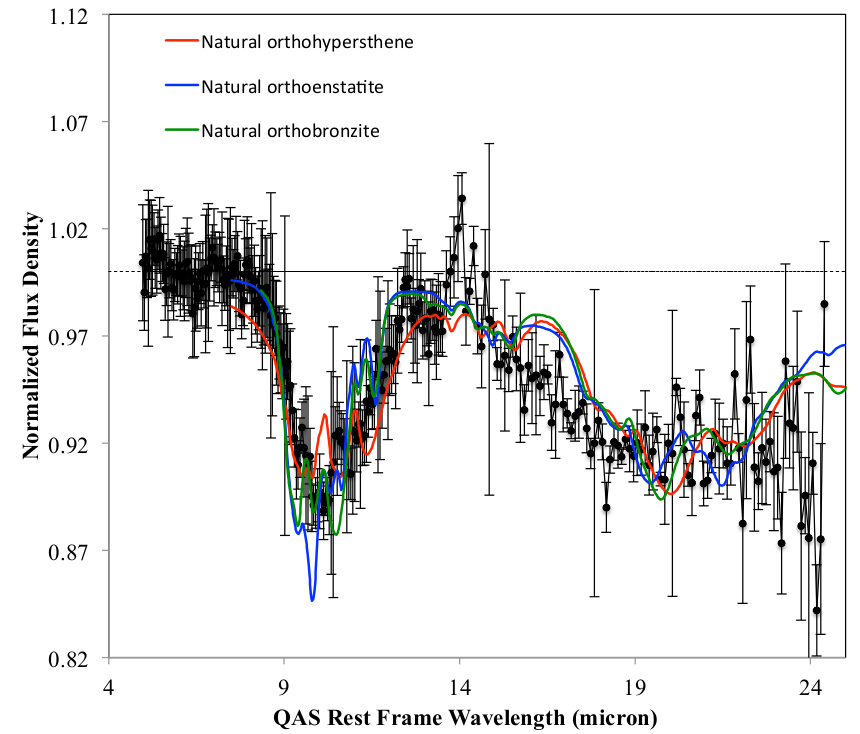 1.12
1.07
1.02
0.97
0.92
0.87
0.82
Normalized Flux Density
Natural orthohypersthene
Natural orthoenstatite
Natural orthobronzite
4 9 14 19 24
QAS Rest Frame Wavelength (micron)